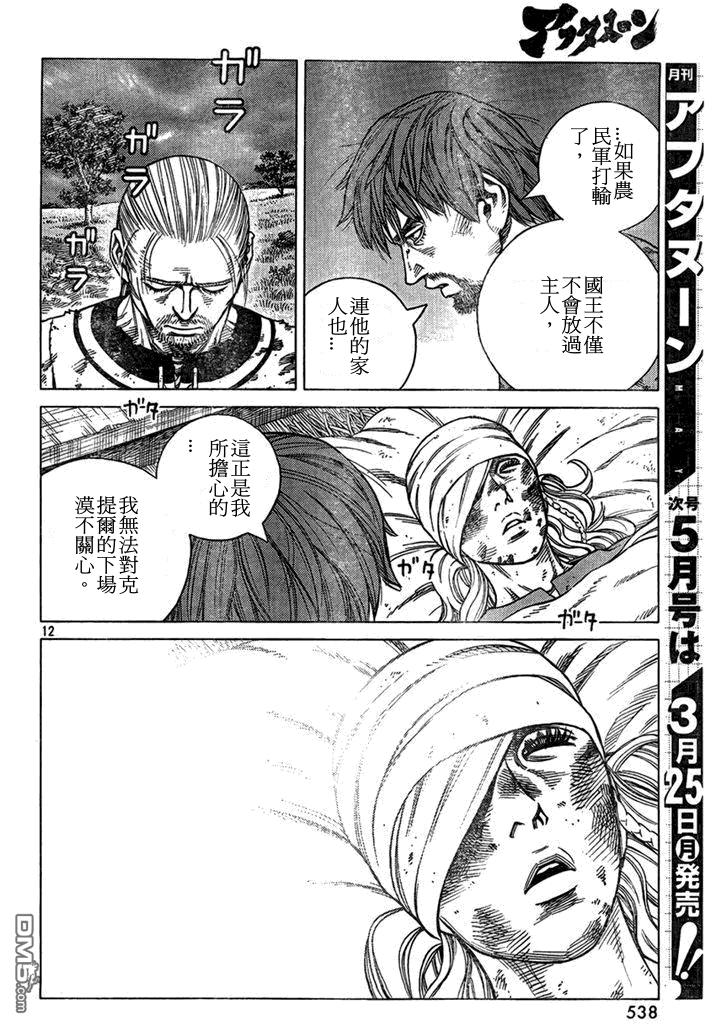 アフタヌーン
月刊
アフタヌーン
MAY
次号
5月号は
3月25日(月)発売!!
…如果農
民軍打輸
了，
國王不僅
不會放過
主人，
連他的家
人也…
ガラ
ガラ
ガラ
這正是我
所擔心的
…
我無法對克
提爾的下場
漠不關心。
ガータ
ガタ
ガータ
12
DM5
.com
538